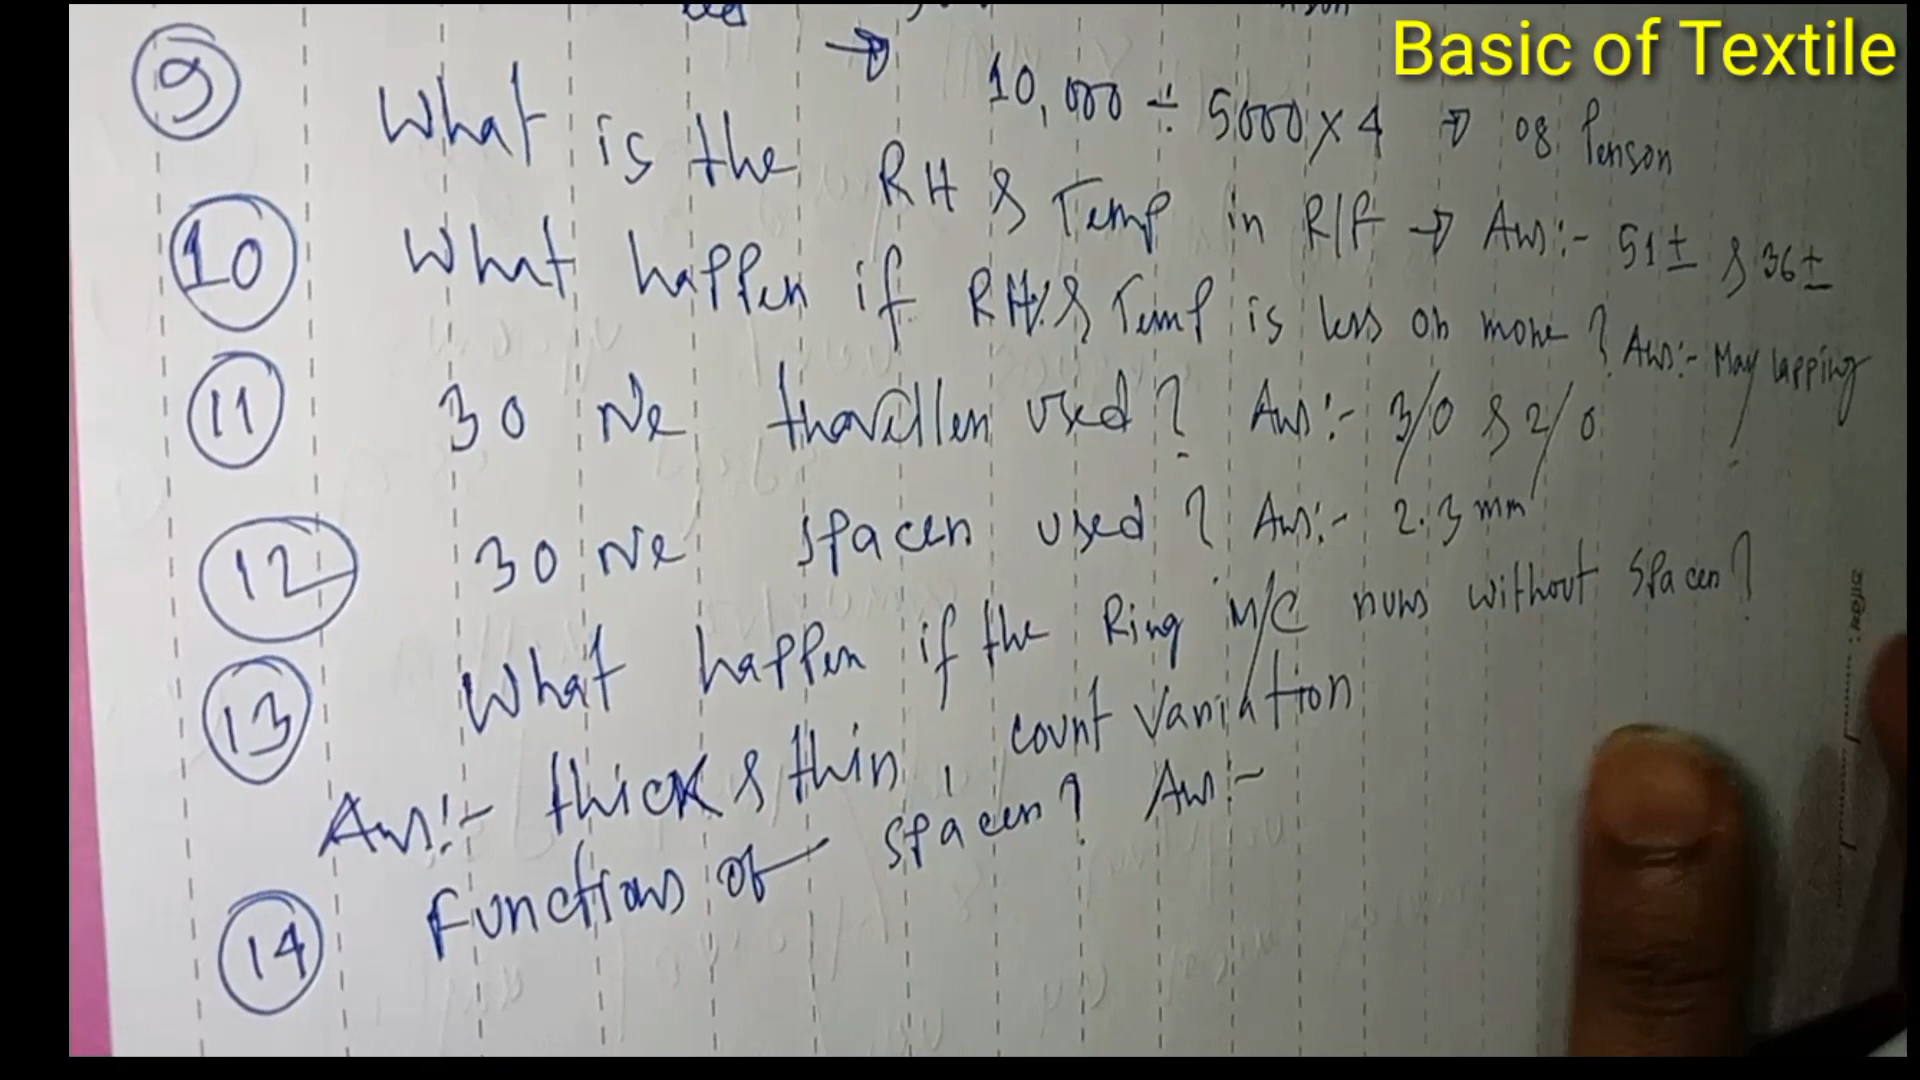 Basic of Textile
→ 10,000 ÷ 5000 x 4 → 08 Person
9 What is the RH & Temp in R/F → Ans:- 51± & 36±
10 What happen if RH% & Temp is less or more? Ans:- May lapping
11 30 Ne traveller used? Ans:- 3/0 & 2/0
12 30 Ne spacer used? Ans:- 2.3 mm
13 What happen if the Ring M/C runs without spacer?
Ans:- thick & thin, count variation
14 Functions of spacer? Ans:-